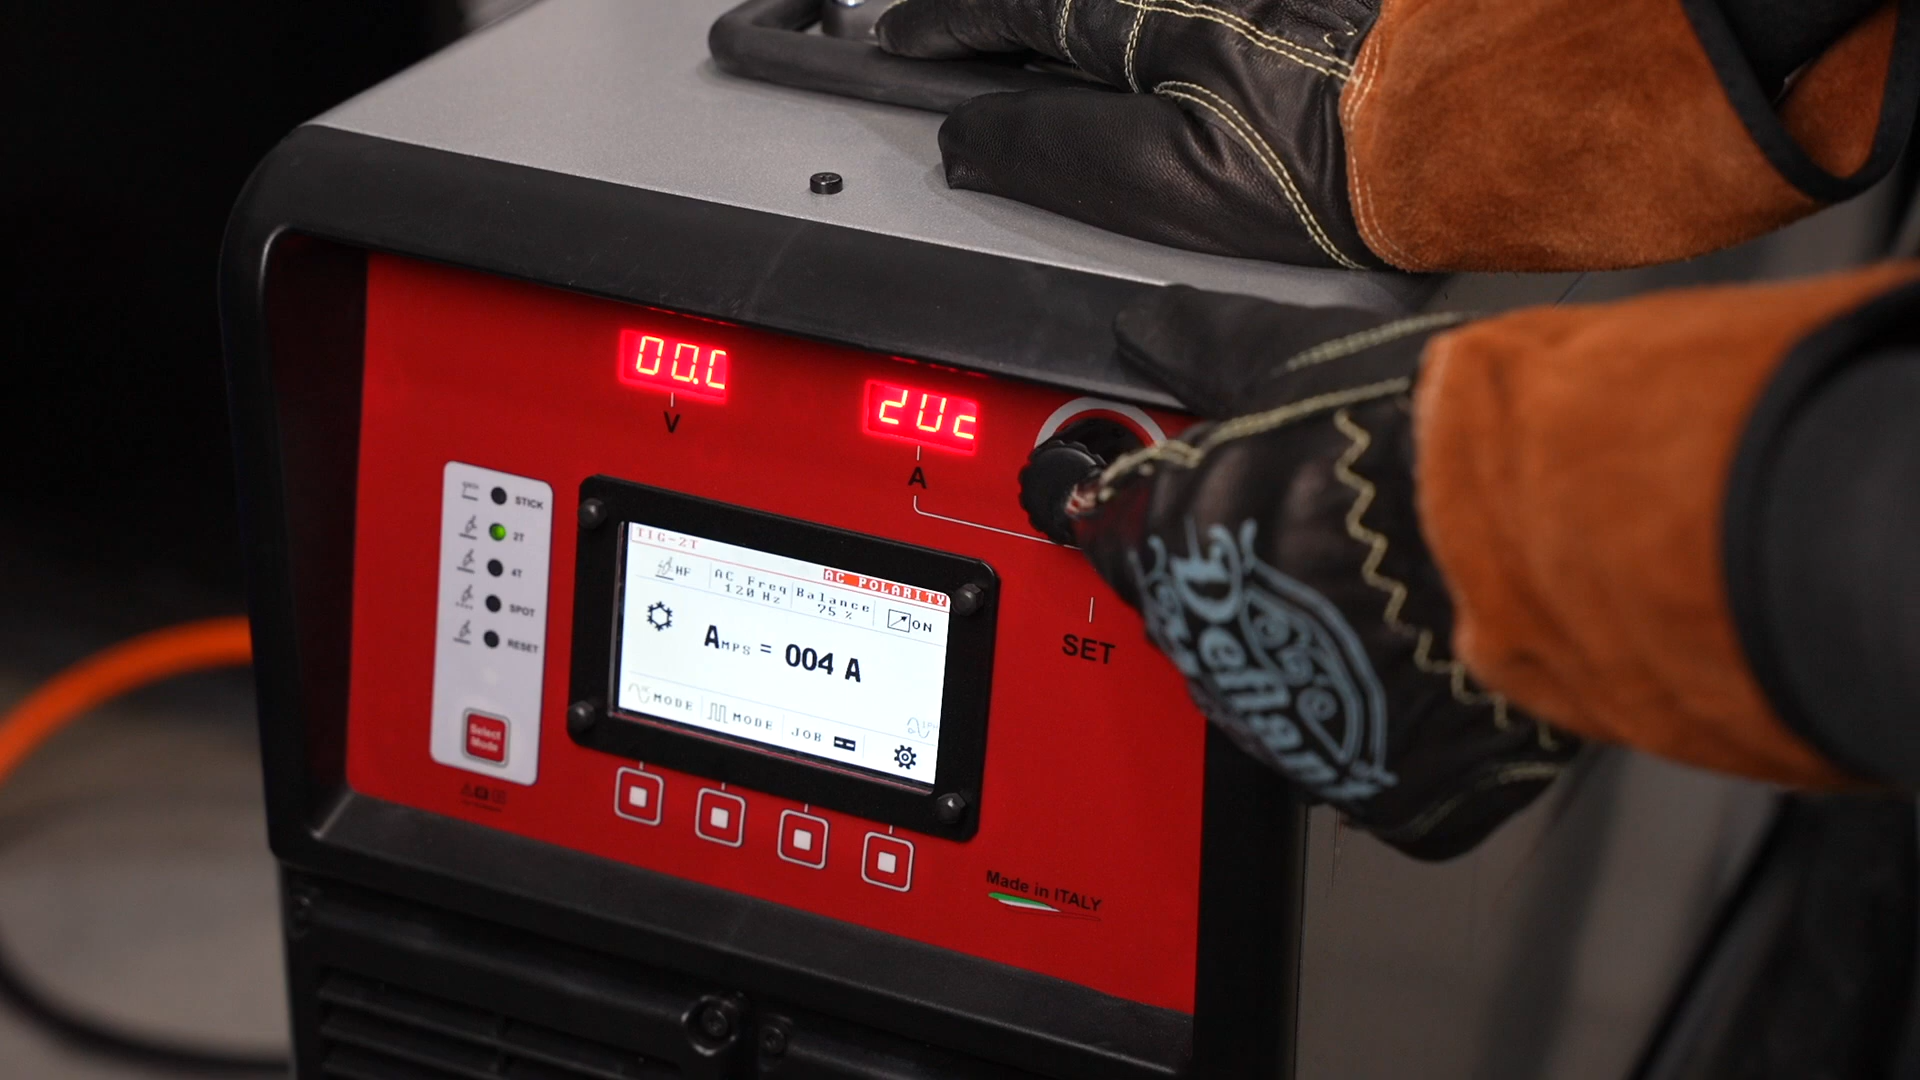 00.0
V
A
STICK
2T
4T
SPOT
RESET
Select
Mode
TIG-2T
AC POLARITY
HF
AC Freq
120 Hz
Balance
75 %
ON
AMPS = 004 A
MODE
MODE
JOB
SET
Made in ITALY
Defiant